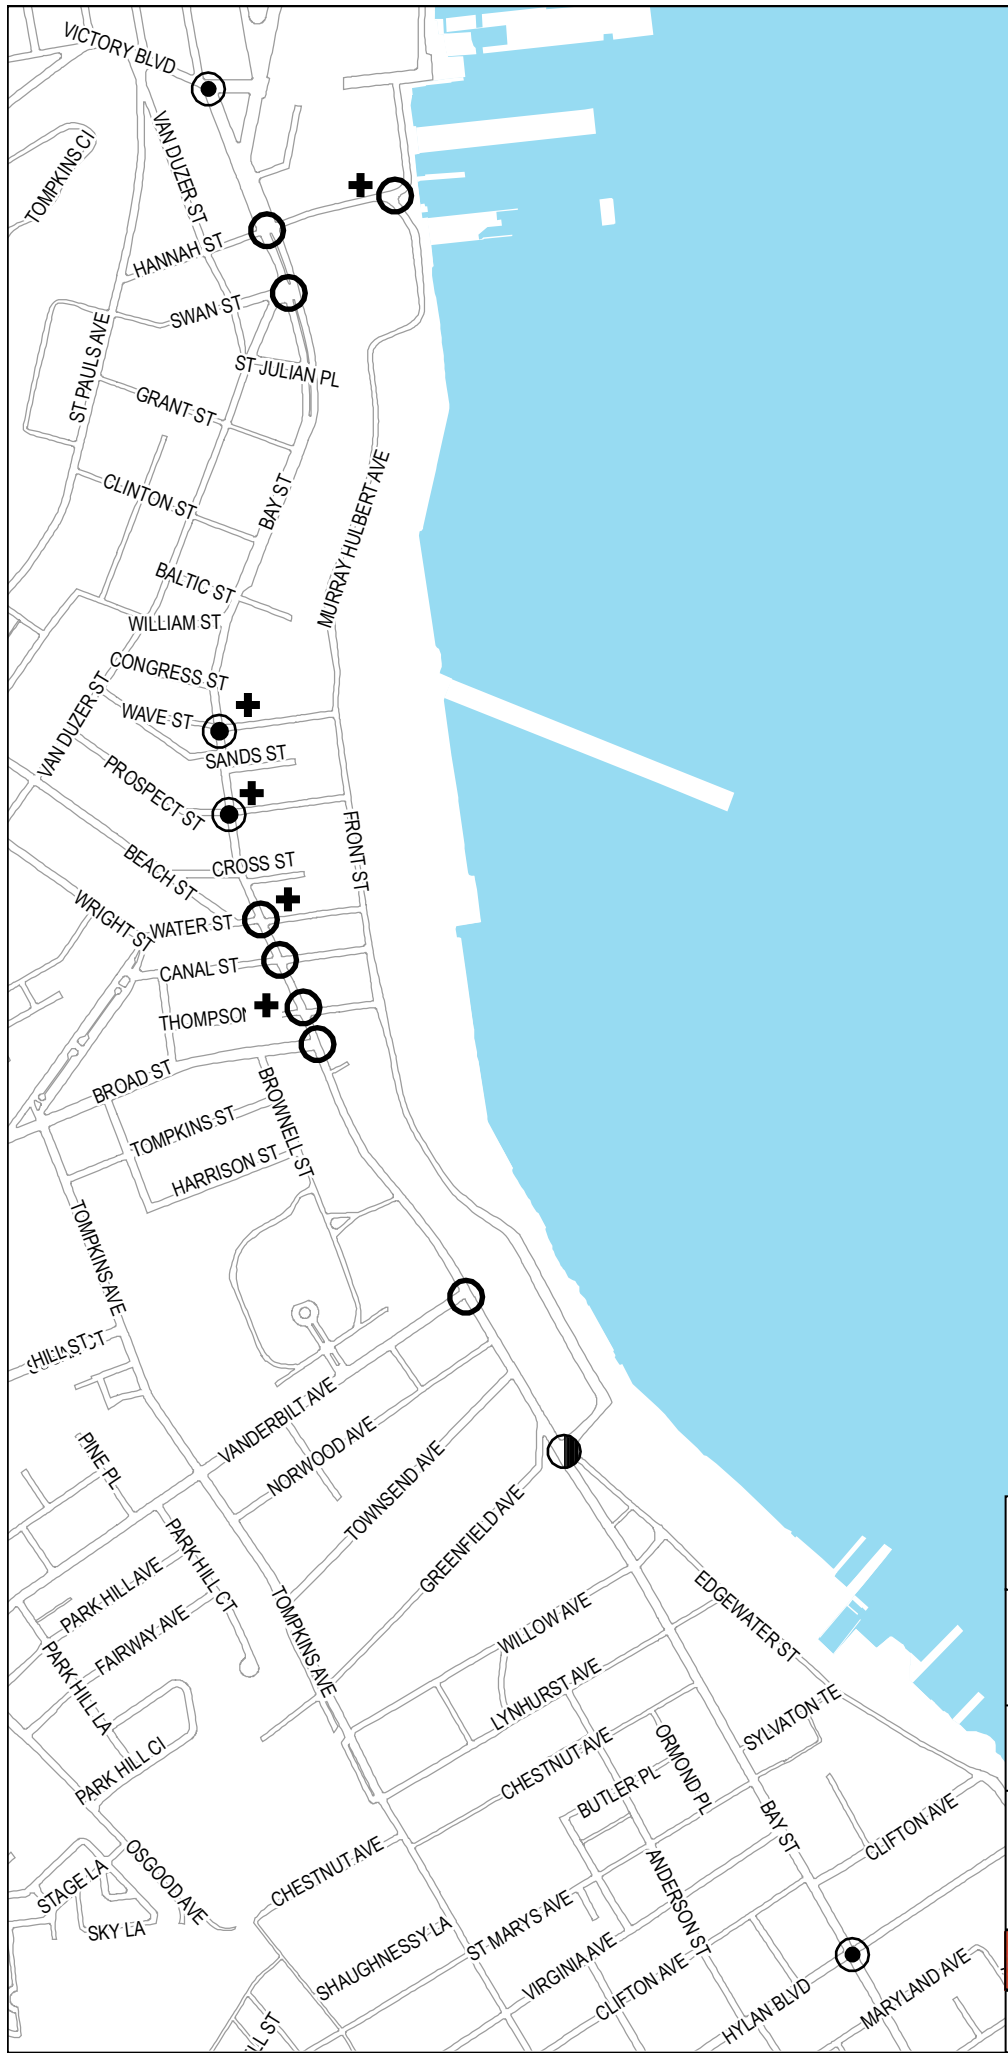 VICTORY BLVD
VAN DUZER ST
TOMPKINS CI
HANNAH ST
SWAN ST
ST PAULS AVE
ST JULIAN PL
GRANT ST
CLINTON ST
BAY ST
MURRAY HULBERT AVE
BALTIC ST
WILLIAM ST
CONGRESS ST
VAN DUZER ST
WAVE ST
SANDS ST
PROSPECT ST
FRONT ST
BEACH ST
CROSS ST
WRIGHT ST
WATER ST
CANAL ST
BROAD ST
BROWNELL ST
TOMPKINS ST
HARRISON ST
TOMPKINS AVE
VANDERBILT AVE
NORWOOD AVE
PINE PL
TOWNSEND AVE
GREENFIELD AVE
PARK HILL AVE
PARK HILL CT
FAIRWAY AVE
TOMPKINS AVE
WILLOW AVE
EDGEWATER ST
PARK HILL LA
LYNHURST AVE
SYLVATON TE
PARK HILL CI
CHESTNUT AVE
ORMOND PL
BUTLER PL
BAY ST
CLIFTON AVE
OSGOOD AVE
STAGE LA
SKY LA
CHESTNUT AVE
ANDERSON ST
ST MARYS AVE
SHAUGHNESSY LA
VIRGINIA AVE
CLIFTON AVE
HYLAN BLVD
MARYLAND AVE